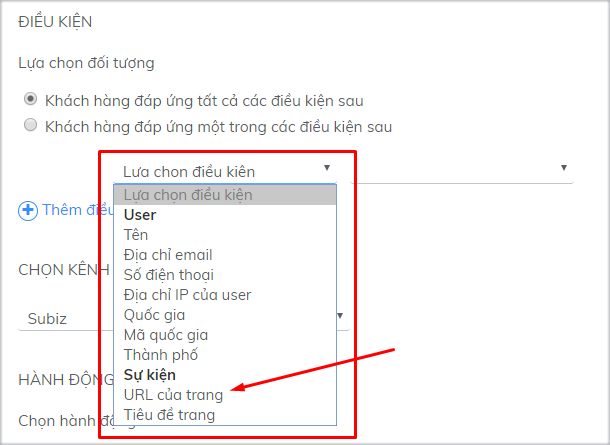 ĐIỀU KIỆN
Lựa chọn đối tượng
Khách hàng đáp ứng tất cả các điều kiện sau
Khách hàng đáp ứng một trong các điều kiện sau
Lựa chọn điều kiện
Lựa chọn điều kiện
User
Thêm
Tên
Địa chỉ email
Số điện thoại
CHỌN KÊNH
Địa chỉ IP của user
Quốc gia
Subiz
Mã quốc gia
Thành phố
HÀNH ĐỘNG
Sự kiện
URL của trang
Tiêu đề trang
Chọn hành